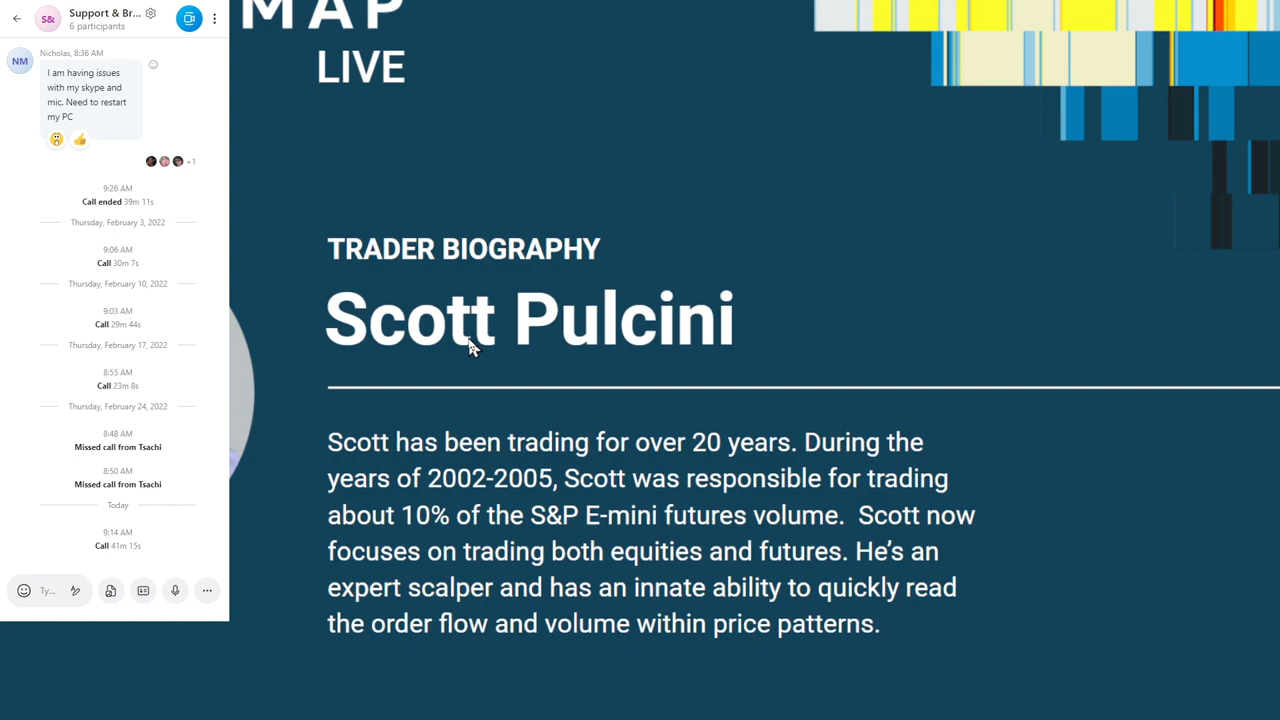 S&
Support & Br...
6 participants
Nicholas, 8:36 AM
NM
I am having issues
with my skype and
mic. Need to restart
my PC
+1
9:26 AM
Call ended 39m 11s
Thursday, February 3, 2022
9:06 AM
Call 30m 7s
Thursday, February 10, 2022
9:03 AM
Call 29m 44s
Thursday, February 17, 2022
8:55 AM
Call 23m 8s
Thursday, February 24, 2022
8:48 AM
Missed call from Tsachi
8:50 AM
Missed call from Tsachi
Today
9:14 AM
Call 41m 15s
Ty...
MAP
LIVE
TRADER BIOGRAPHY
Scott Pulcini
Scott has been trading for over 20 years. During the
years of 2002-2005, Scott was responsible for trading
about 10% of the S&P E-mini futures volume. Scott now
focuses on trading both equities and futures. He’s an
expert scalper and has an innate ability to quickly read
the order flow and volume within price patterns.